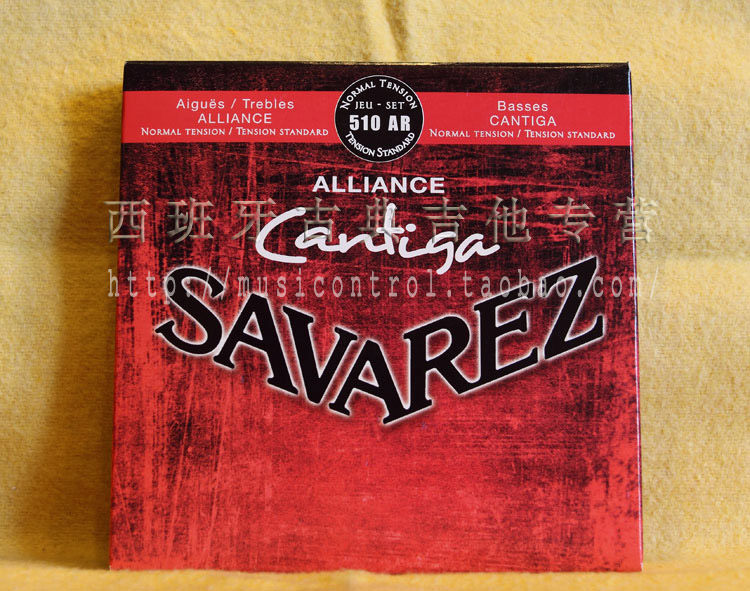 NORMAL TENSION
JEU - SET
510 AR
TENSION STANDARD
Aiguës / Trebles
ALLIANCE
NORMAL TENSION / TENSION STANDARD
Basses
CANTIGA
NORMAL TENSION / TENSION STANDARD
ALLIANCE
西班牙古典吉他专营
Cantiga
http://musicontrol.taobao.com/
SAVAREZ